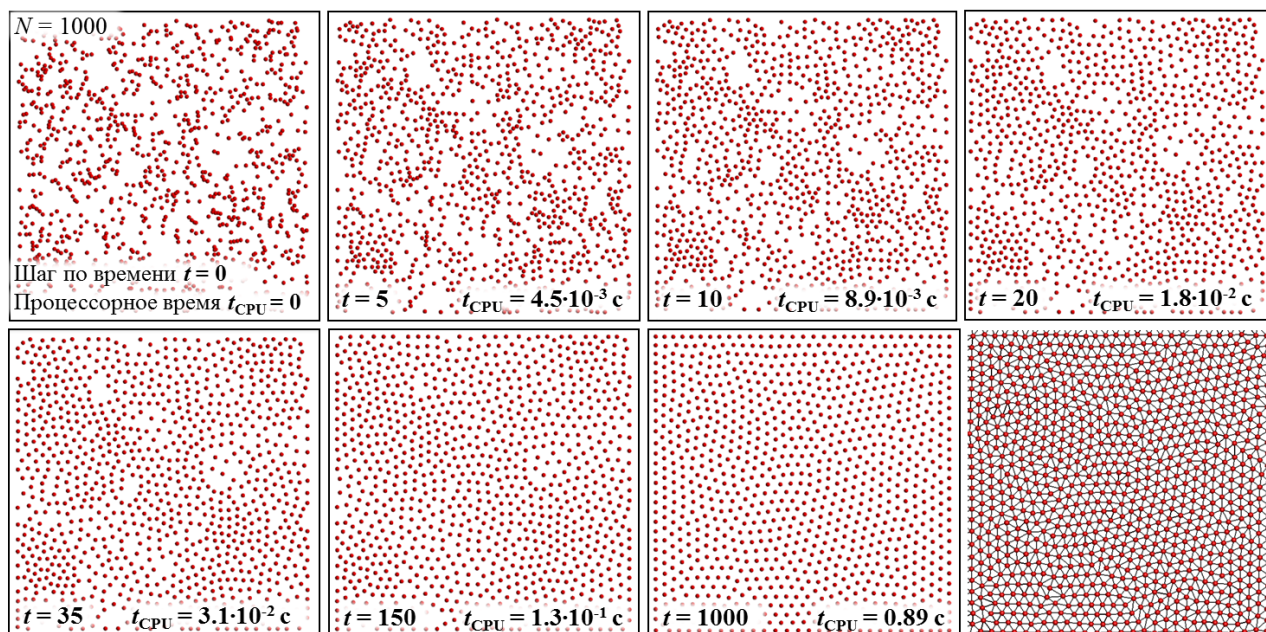 N = 1000
Шаг по времени t = 0
Процессорное время tCPU = 0
t = 5 tCPU = 4.5·10⁻³ с
t = 10 tCPU = 8.9·10⁻³ с
t = 20 tCPU = 1.8·10⁻² с
t = 35 tCPU = 3.1·10⁻² с
t = 150 tCPU = 1.3·10⁻¹ с
t = 1000 tCPU = 0.89 с